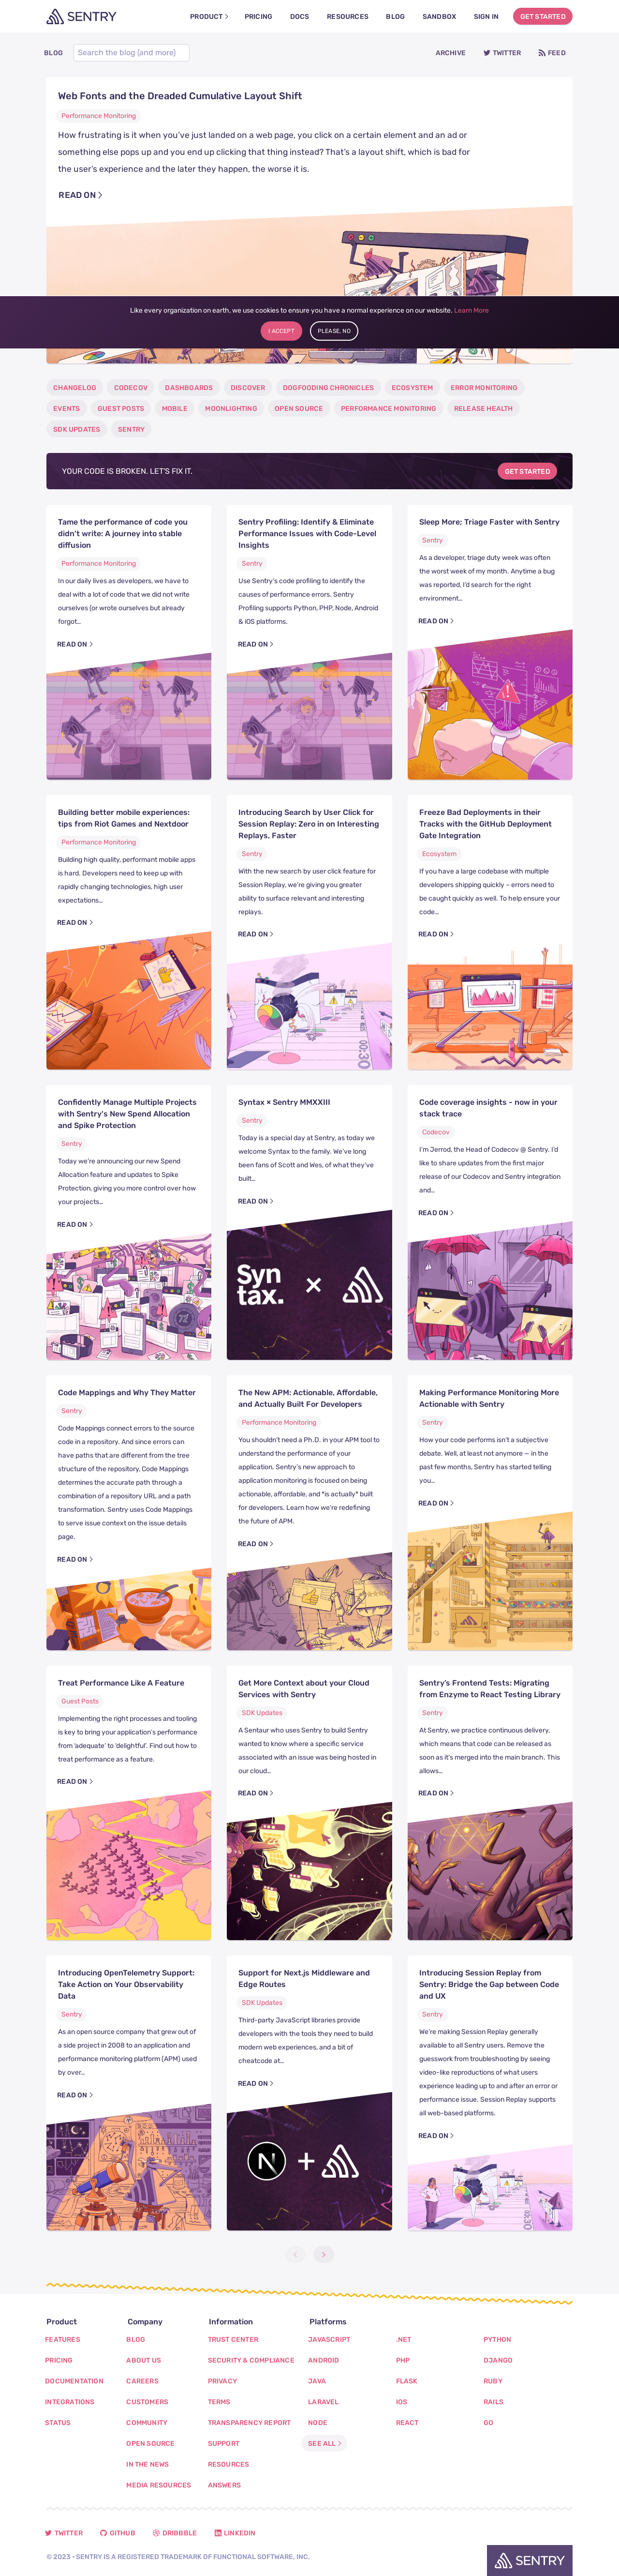 SENTRY
PRODUCT
PRICING
DOCS
RESOURCES
BLOG
SANDBOX
SIGN IN
GET STARTED
BLOG
Search the blog (and more)
ARCHIVE
TWITTER
FEED
Web Fonts and the Dreaded Cumulative Layout Shift
Performance Monitoring
How frustrating is it when you've just landed on a web page, you click on a certain element and an ad or
something else pops up and you end up clicking that thing instead? That's a layout shift, which is bad for
the user's experience and the later they happen, the worse it is.
READ ON
Like every organization on earth, we use cookies to ensure you have a normal experience on our website. Learn More
I ACCEPT
PLEASE, NO
CHANGELOG
CODECOV
DASHBOARDS
DISCOVER
DOGFOODING CHRONICLES
ECOSYSTEM
ERROR MONITORING
EVENTS
GUEST POSTS
MOBILE
MOONLIGHTING
OPEN SOURCE
PERFORMANCE MONITORING
RELEASE HEALTH
SDK UPDATES
SENTRY
YOUR CODE IS BROKEN. LET'S FIX IT.
GET STARTED
Tame the performance of code you
didn't write: A journey into stable
diffusion
Performance Monitoring
In our daily lives as developers, we have to
deal with a lot of code that we did not write
ourselves (or wrote ourselves but already
forgot…
READ ON
Sentry Profiling: Identify & Eliminate
Performance Issues with Code-Level
Insights
Sentry
Use Sentry's code profiling to identify the
causes of performance errors. Sentry
Profiling supports Python, PHP, Node, Android
& iOS platforms.
READ ON
Sleep More; Triage Faster with Sentry
Sentry
As a developer, triage duty week was often
the worst week of my month. Anytime a bug
was reported, I'd search for the right
environment…
READ ON
Building better mobile experiences:
tips from Riot Games and Nextdoor
Performance Monitoring
Building high quality, performant mobile apps
is hard. Developers need to keep up with
rapidly changing technologies, high user
expectations…
READ ON
Introducing Search by User Click for
Session Replay: Zero in on Interesting
Replays, Faster
Sentry
With the new search by user click feature for
Session Replay, we're giving you greater
ability to surface relevant and interesting
replays.
READ ON
00:30
Freeze Bad Deployments in their
Tracks with the GitHub Deployment
Gate Integration
Ecosystem
If you have a large codebase with multiple
developers shipping quickly – errors need to
be caught quickly as well. To help ensure your
code…
READ ON
Confidently Manage Multiple Projects
with Sentry's New Spend Allocation
and Spike Protection
Sentry
Today we're announcing our new Spend
Allocation feature and updates to Spike
Protection, giving you more control over how
your projects…
READ ON
Syntax × Sentry MMXXIII
Sentry
Today is a special day at Sentry, as today we
welcome Syntax to the family. We've long
been fans of Scott and Wes, of what they've
built…
READ ON
Syn
tax.
×
Code coverage insights - now in your
stack trace
Codecov
I'm Jerrod, the Head of Codecov @ Sentry. I'd
like to share updates from the first major
release of our Codecov and Sentry integration
and…
READ ON
Code Mappings and Why They Matter
Sentry
Code Mappings connect errors to the source
code in a repository. And since errors can
have paths that are different from the tree
structure of the repository, Code Mappings
determines the accurate path through a
combination of a repository URL and a path
transformation. Sentry uses Code Mappings
to serve issue context on the issue details
page.
READ ON
The New APM: Actionable, Affordable,
and Actually Built For Developers
Performance Monitoring
You shouldn't need a Ph.D. in your APM tool to
understand the performance of your
application. Sentry's new approach to
application monitoring is focused on being
actionable, affordable, and *is actually* built
for developers. Learn how we're redefining
the future of APM.
READ ON
Making Performance Monitoring More
Actionable with Sentry
Sentry
How your code performs isn't a subjective
debate. Well, at least not anymore — in the
past few months, Sentry has started telling
you…
READ ON
Treat Performance Like A Feature
Guest Posts
Implementing the right processes and tooling
is key to bring your application's performance
from 'adequate' to 'delightful'. Find out how to
treat performance as a feature.
READ ON
Get More Context about your Cloud
Services with Sentry
SDK Updates
A Sentaur who uses Sentry to build Sentry
wanted to know where a specific service
associated with an issue was being hosted in
our cloud…
READ ON
Sentry's Frontend Tests: Migrating
from Enzyme to React Testing Library
Sentry
At Sentry, we practice continuous delivery,
which means that code can be released as
soon as it's merged into the main branch. This
allows…
READ ON
Introducing OpenTelemetry Support:
Take Action on Your Observability
Data
Sentry
As an open source company that grew out of
a side project in 2008 to an application and
performance monitoring platform (APM) used
by over…
READ ON
Support for Next.js Middleware and
Edge Routes
SDK Updates
Third-party JavaScript libraries provide
developers with the tools they need to build
modern web experiences, and a bit of
cheatcode at…
READ ON
N +
Introducing Session Replay from
Sentry: Bridge the Gap between Code
and UX
Sentry
We're making Session Replay generally
available to all Sentry users. Remove the
guesswork from troubleshooting by seeing
video-like reproductions of what users
experience leading up to and after an error or
performance issue. Session Replay supports
all web-based platforms.
READ ON
00:30
Product
FEATURES
PRICING
DOCUMENTATION
INTEGRATIONS
STATUS
Company
BLOG
ABOUT US
CAREERS
CUSTOMERS
COMMUNITY
OPEN SOURCE
IN THE NEWS
MEDIA RESOURCES
Information
TRUST CENTER
SECURITY & COMPLIANCE
PRIVACY
TERMS
TRANSPARENCY REPORT
SUPPORT
RESOURCES
ANSWERS
Platforms
JAVASCRIPT
ANDROID
JAVA
LARAVEL
NODE
SEE ALL
.NET
PHP
FLASK
IOS
REACT
PYTHON
DJANGO
RUBY
RAILS
GO
TWITTER
GITHUB
DRIBBBLE
LINKEDIN
© 2023 • SENTRY IS A REGISTERED TRADEMARK OF FUNCTIONAL SOFTWARE, INC.
SENTRY